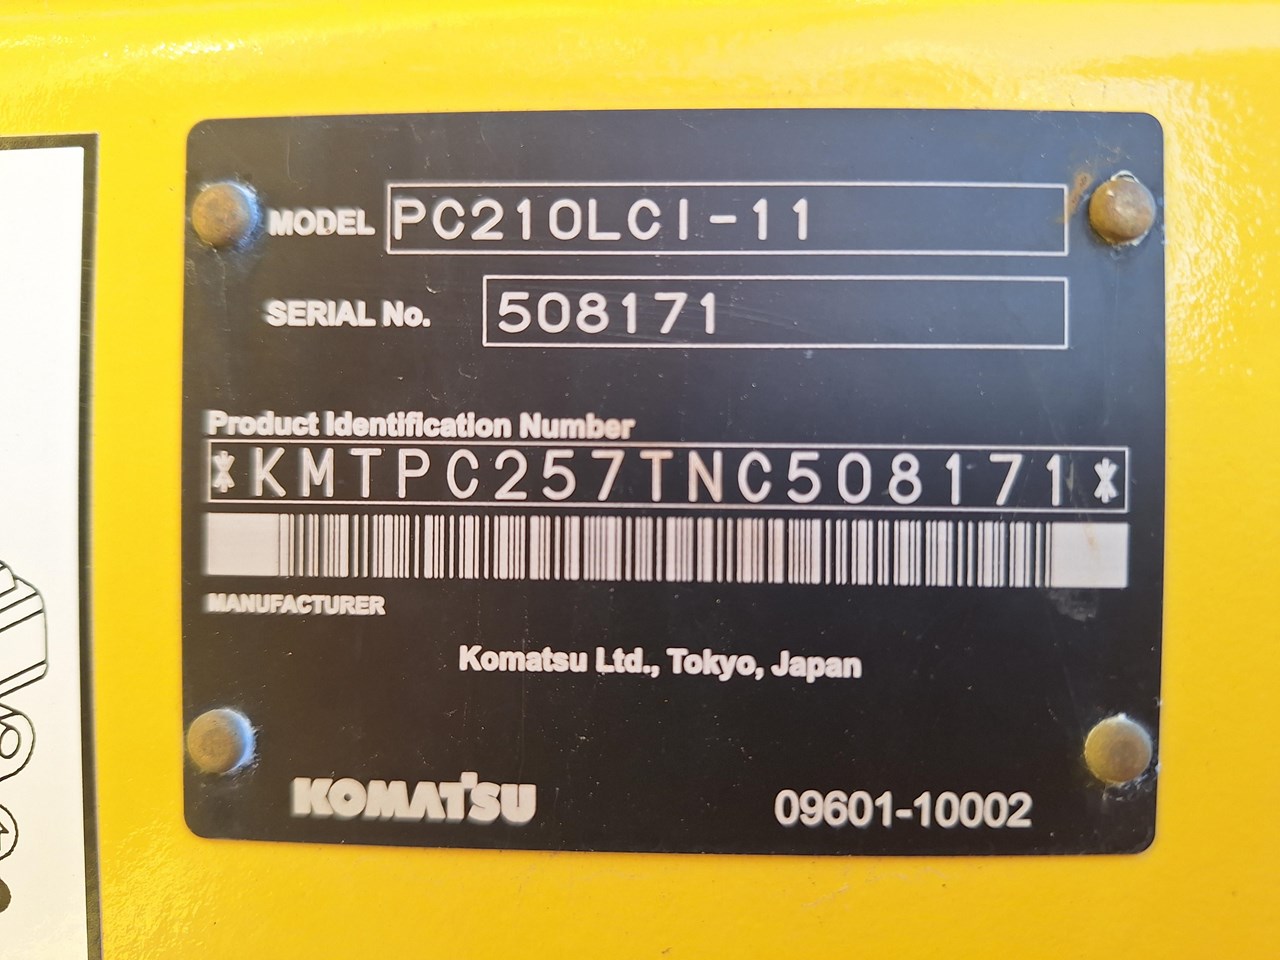 MODEL PC210LCI-11
SERIAL No. 508171
Product Identification Number
*KMTPC257TNC508171*
MANUFACTURER
Komatsu Ltd., Tokyo, Japan
KOMATSU 09601-10002